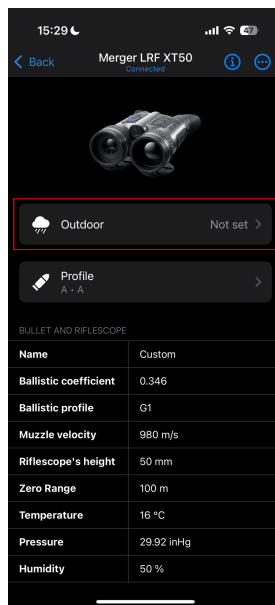 15:29
47
Back
Merger LRF XT50
Connected
Outdoor
Not set
Profile
A • A
BULLET AND RIFLESCOPE
Name Custom
Ballistic coefficient 0.346
Ballistic profile G1
Muzzle velocity 980 m/s
Riflescope's height 50 mm
Zero Range 100 m
Temperature 16 °C
Pressure 29.92 inHg
Humidity 50 %